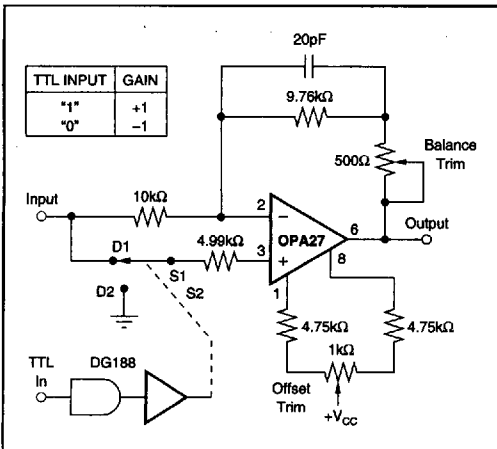 20pF
TTL INPUT GAIN
"1" +1
"0" −1
9.76kΩ
500Ω
Balance
Trim
Input
10kΩ
2
−
6
Output
OPA27
D1
4.99kΩ
3
+
8
S1
S2
1
D2
4.75kΩ
4.75kΩ
1kΩ
TTL
In
DG188
Offset
Trim
+VCC